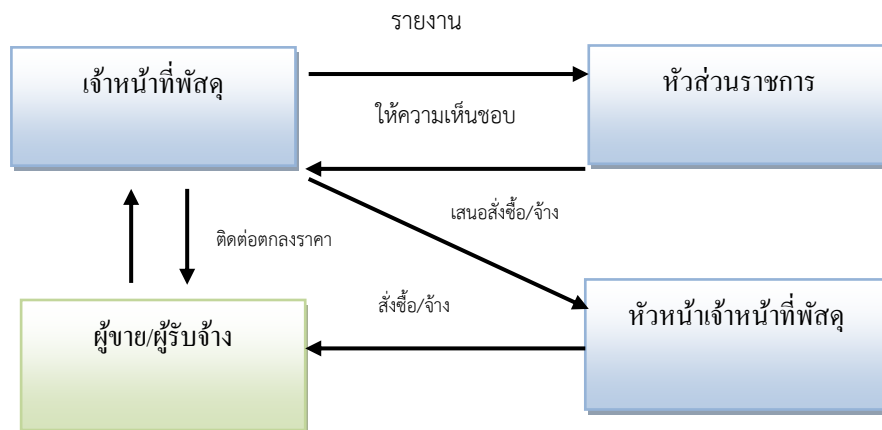 รายงาน
เจ้าหน้าที่พัสดุ
หัวส่วนราชการ
ให้ความเห็นชอบ
เสนอสั่งซื้อ/จ้าง
ติดต่อตกลงราคา
สั่งซื้อ/จ้าง
ผู้ขาย/ผู้รับจ้าง
หัวหน้าเจ้าหน้าที่พัสดุ